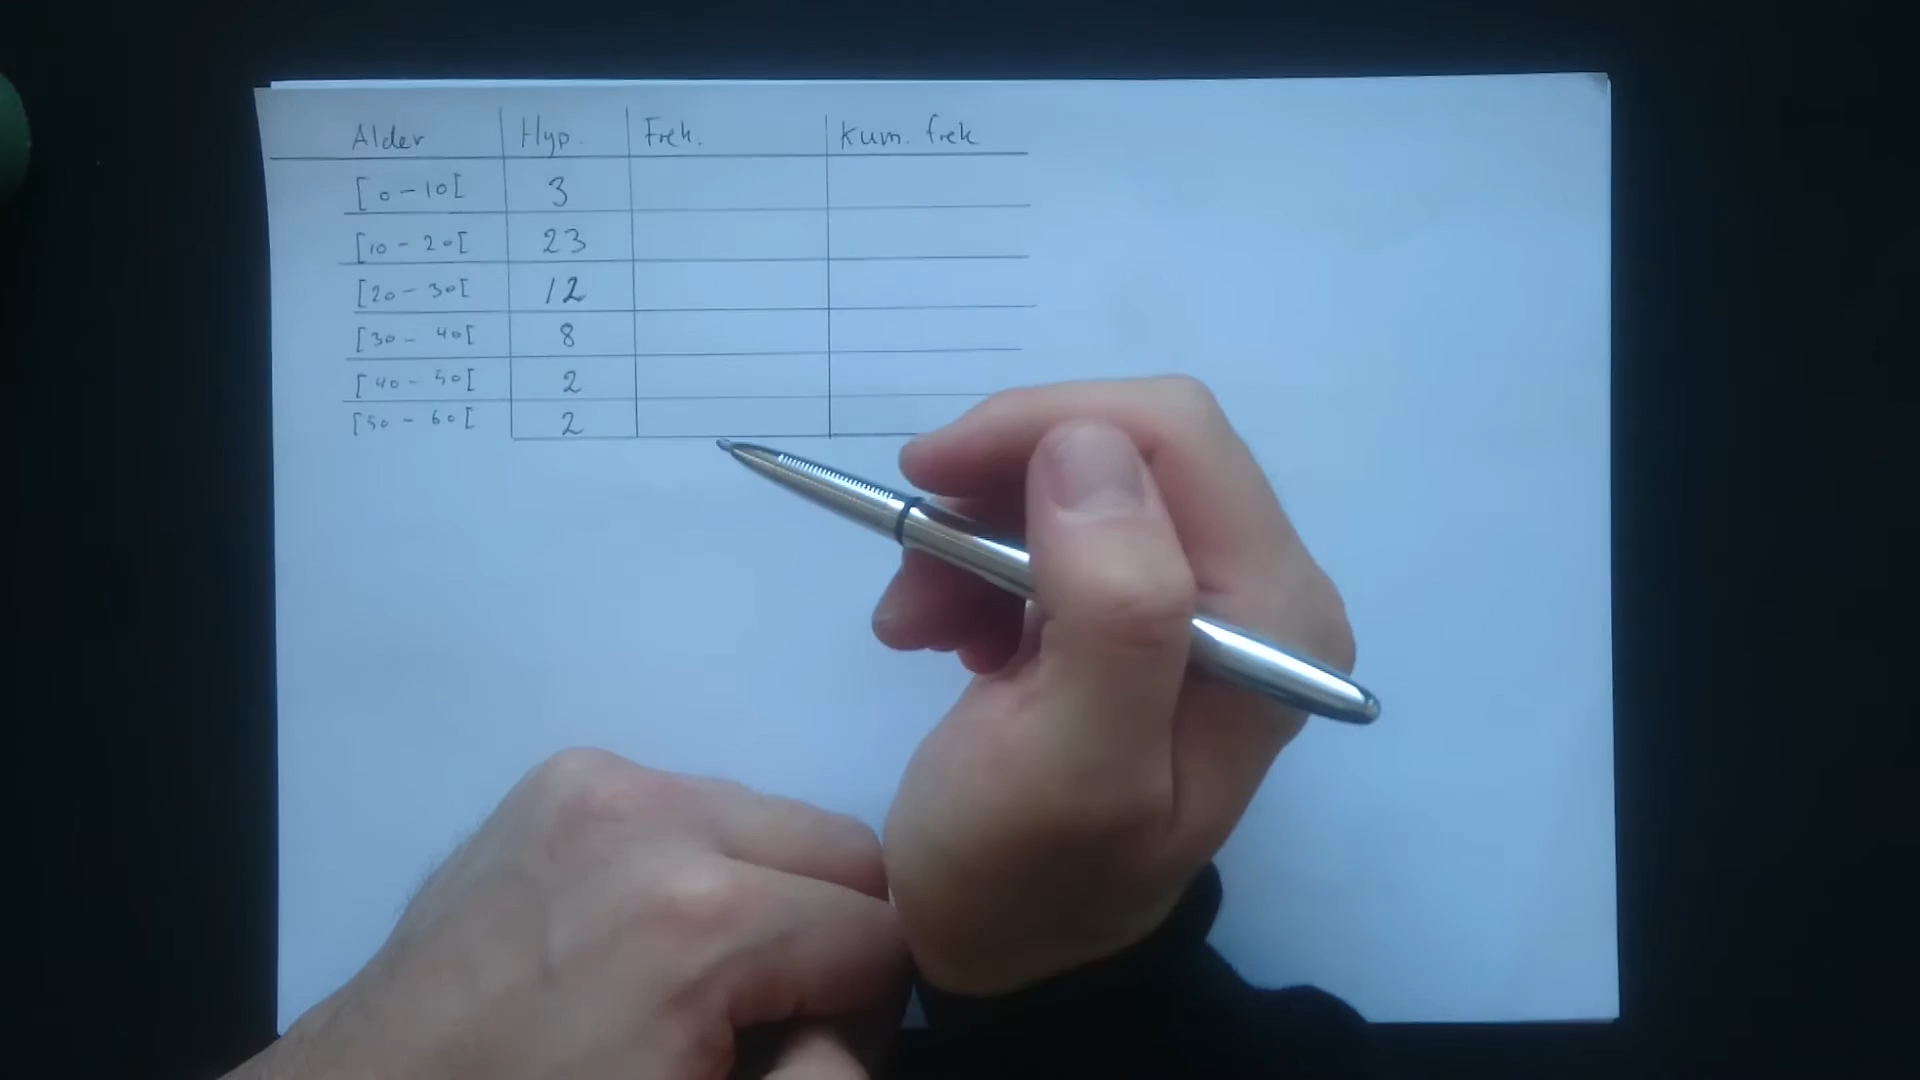 Alder Hyp. Frek. Kum. frek
[0-10[ 3
[10 - 20[ 23
[20 - 30[ 12
[30 - 40[ 8
[40 - 50[ 2
[50 - 60[ 2